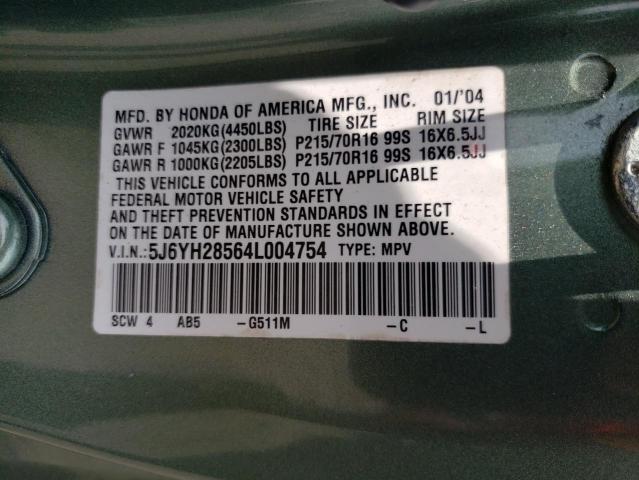 MFD. BY HONDA OF AMERICA MFG., INC. 01/'04
GVWR 2020KG(4450LBS) TIRE SIZE RIM SIZE
GAWR F 1045KG(2300LBS) P215/70R16 99S 16X6.5JJ
GAWR R 1000KG(2205LBS) P215/70R16 99S 16X6.5JJ
THIS VEHICLE CONFORMS TO ALL APPLICABLE
FEDERAL MOTOR VEHICLE SAFETY
AND THEFT PREVENTION STANDARDS IN EFFECT
ON THE DATE OF MANUFACTURE SHOWN ABOVE.
V.I.N.:5J6YH28564L004754 TYPE: MPV
SCW 4 AB5 -G511M -C -L